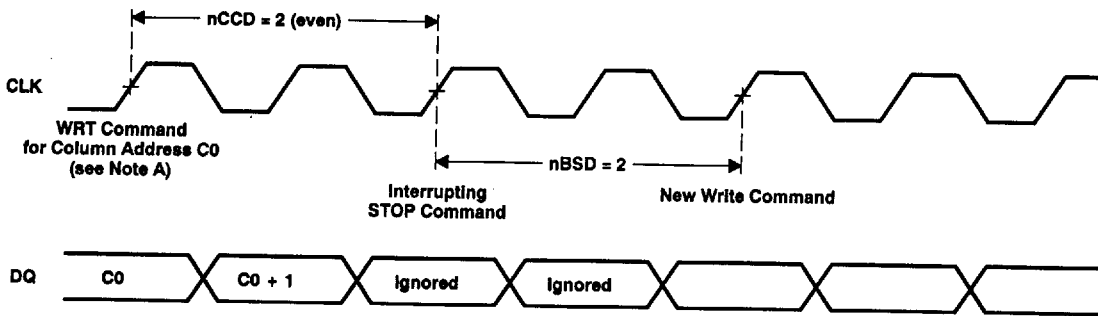 nCCD = 2 (even)
CLK
WRT Command
for Column Address C0
(see Note A)
nBSD = 2
Interrupting
STOP Command
New Write Command
DQ
C0
C0 + 1
Ignored
Ignored